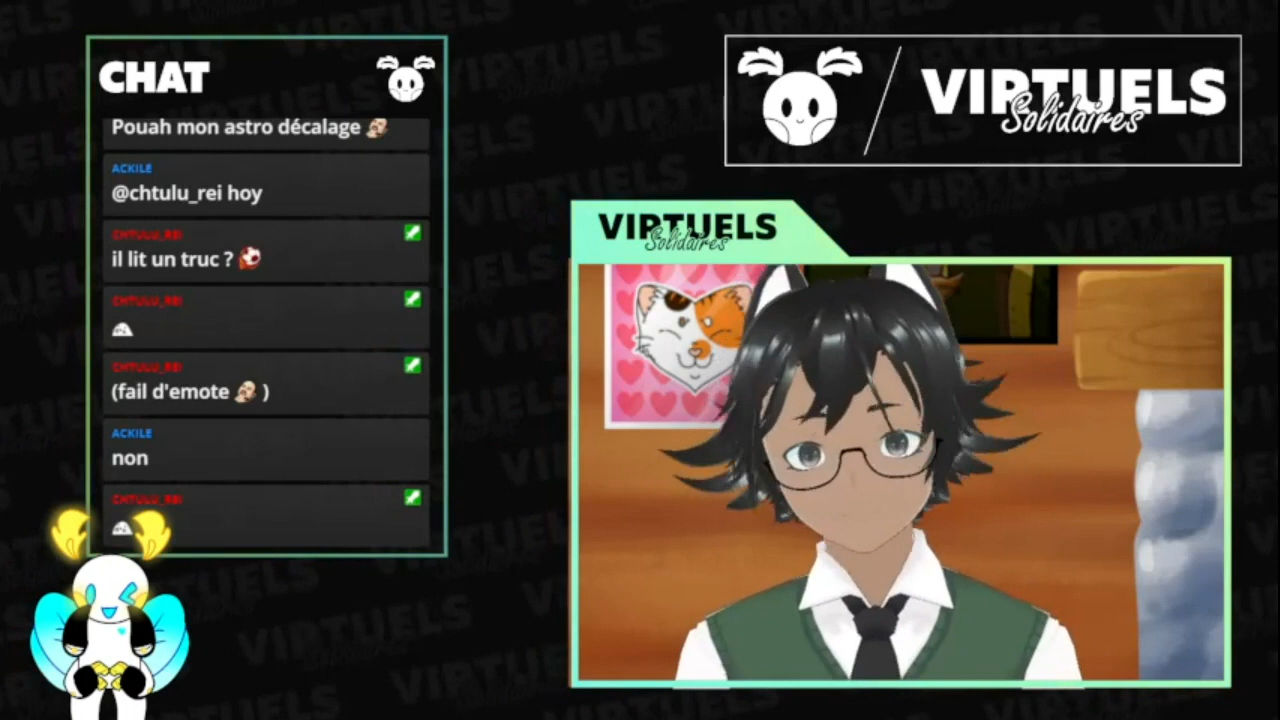 CHAT
Pouah mon astro décalage
ACKILE
@chtulu_rei hoy
CHTULU_REI
il lit un truc ?
CHTULU_REI
CHTULU_REI
(fail d'emote )
ACKILE
non
CHTULU_REI
VIRTUELS
Solidaires
VIRTUELS
Solidaires